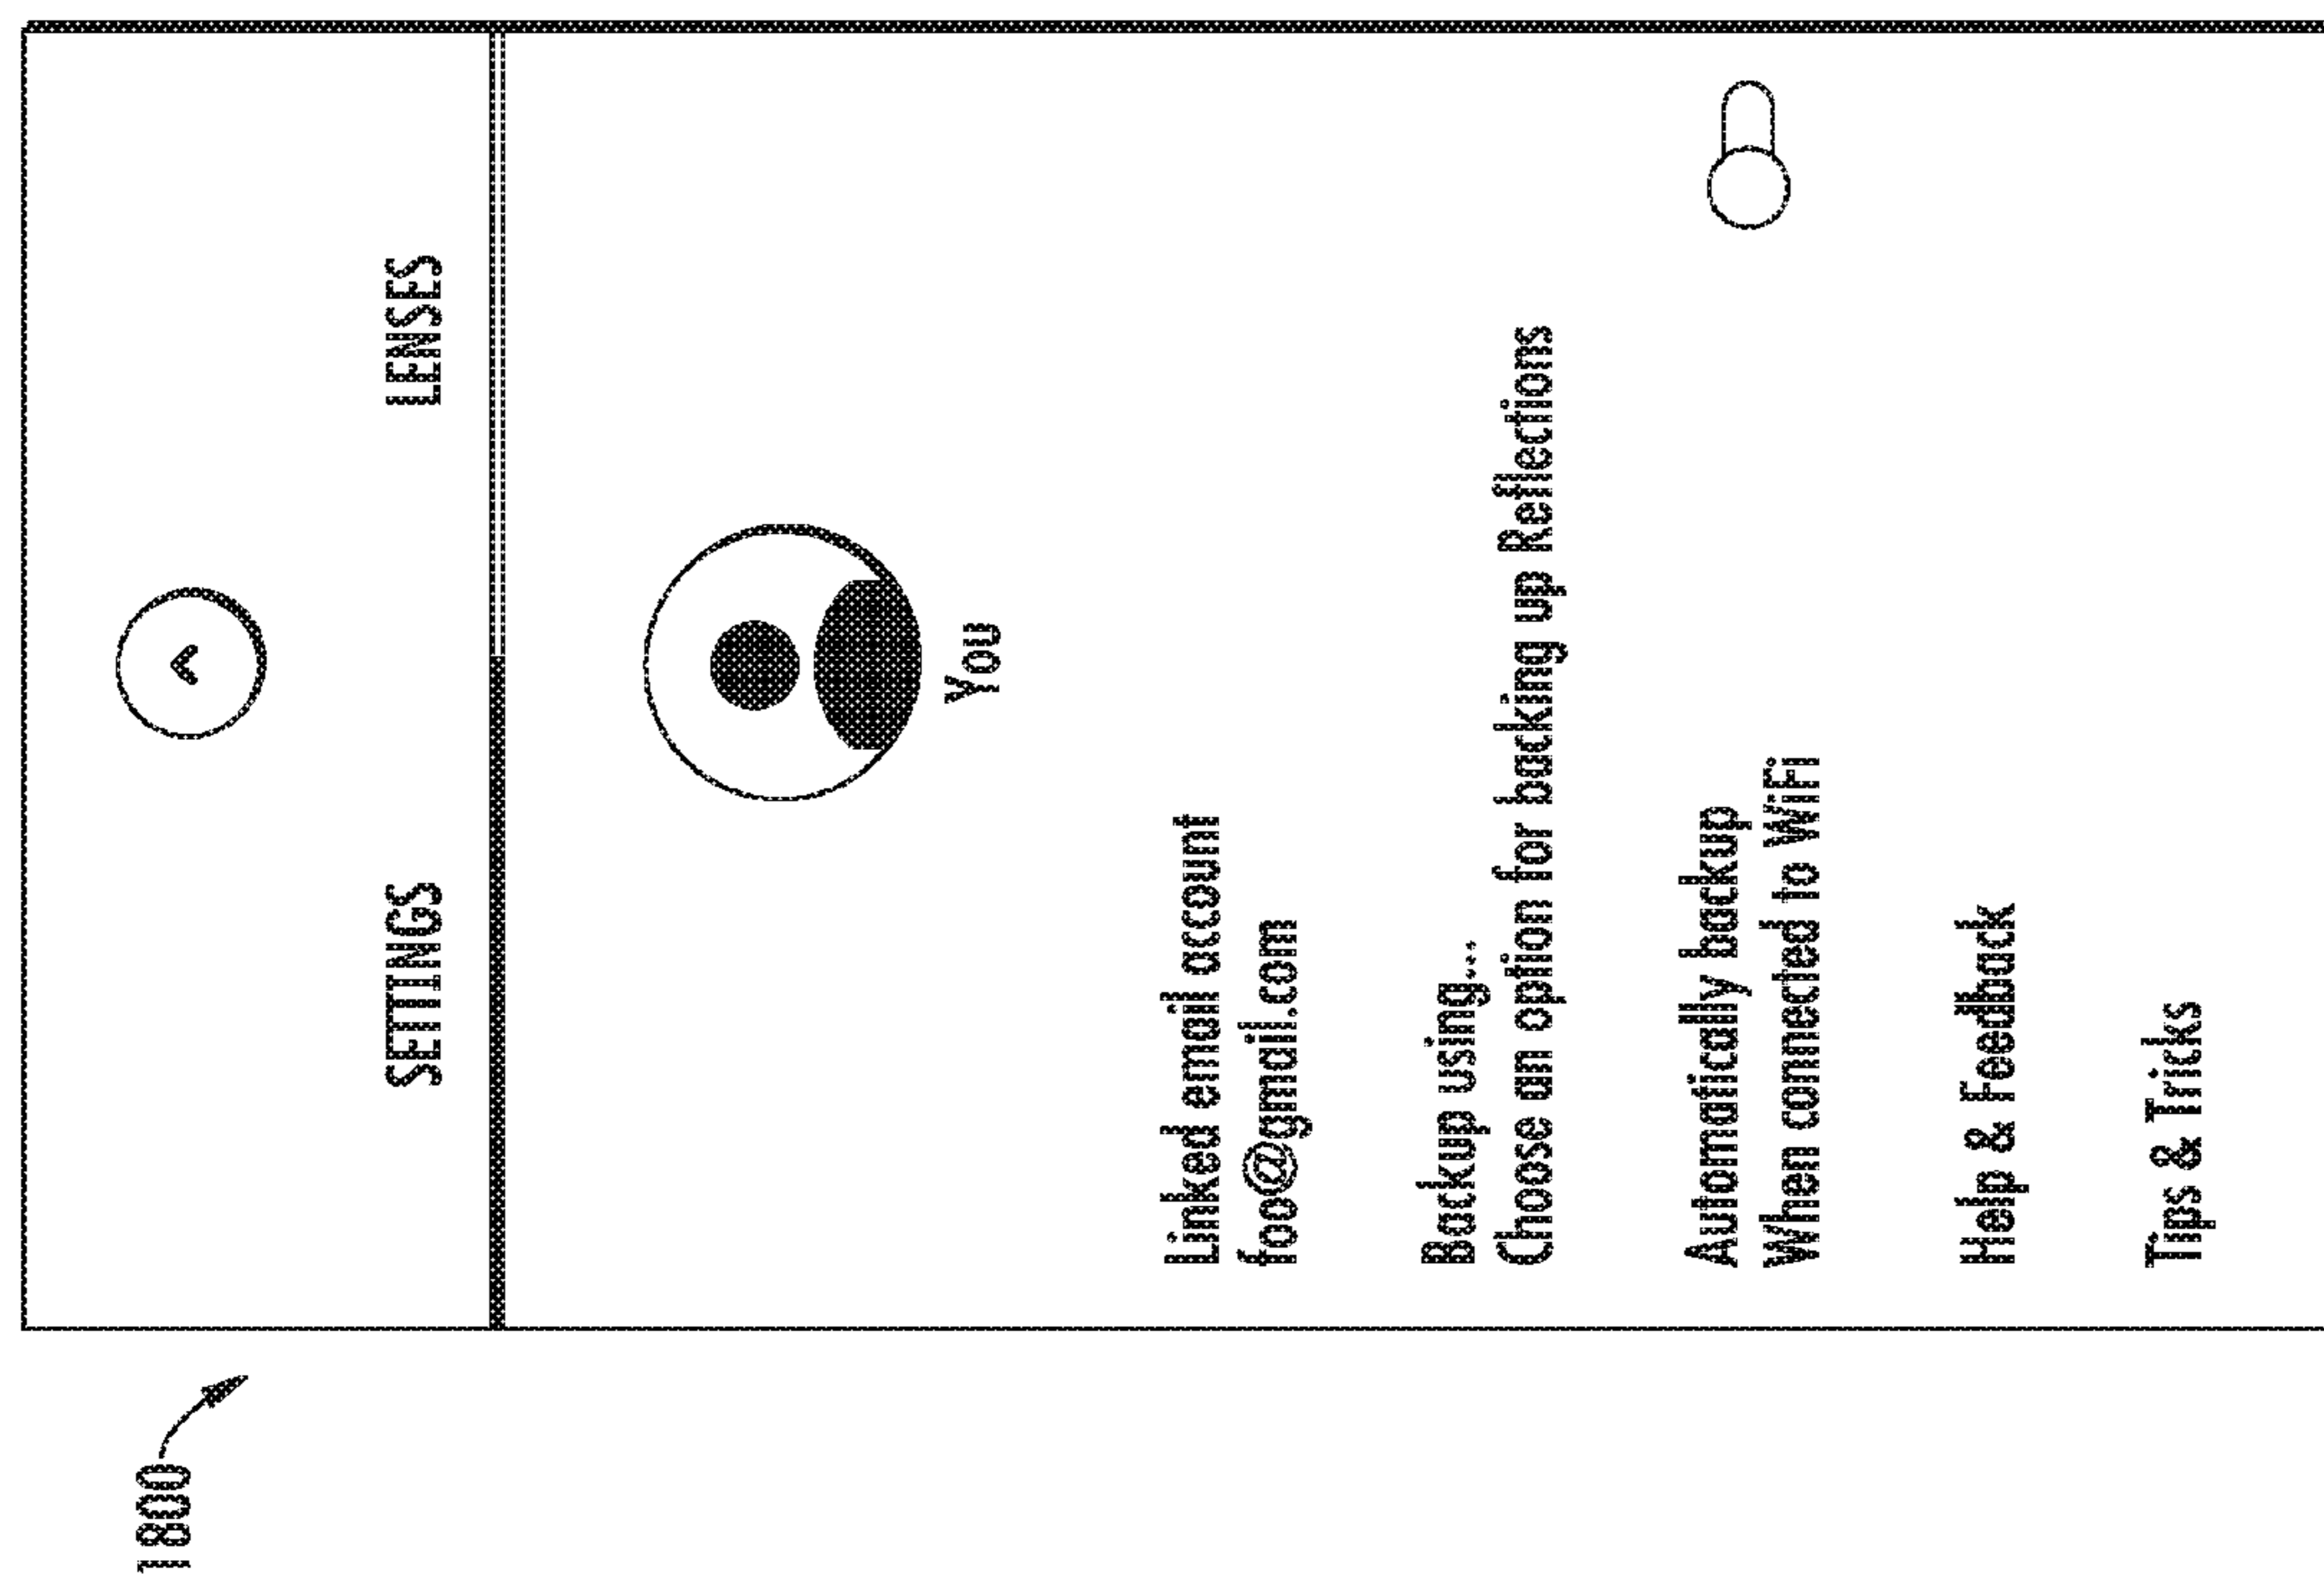 1800
SETTINGS
LENSES
You
Linked email account
foo@gmail.com
Backup using...
Choose an option for backing up Reflections
Automatically backup
When connected to WiFi
Help & Feedback
Tips & Tricks